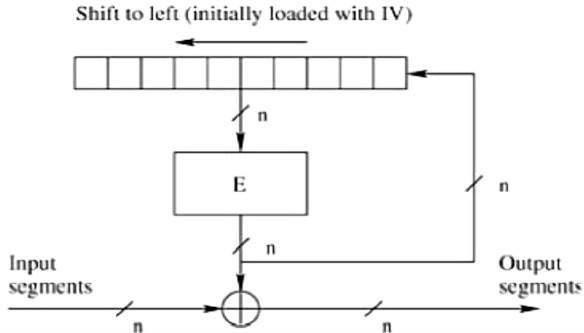 Shift to left (initially loaded with IV)
n
E
n
n
Input
segments
Output
segments
n
n